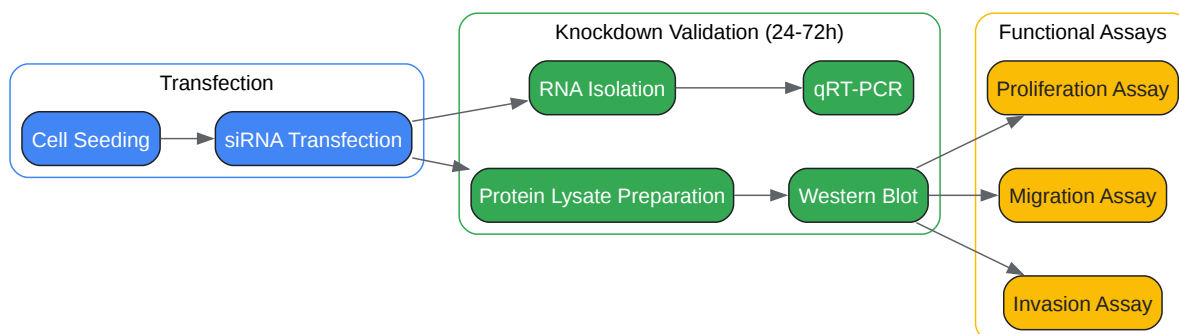 Transfection
Cell Seeding
siRNA Transfection
Knockdown Validation (24-72h)
RNA Isolation
qRT-PCR
Protein Lysate Preparation
Western Blot
Functional Assays
Proliferation Assay
Migration Assay
Invasion Assay